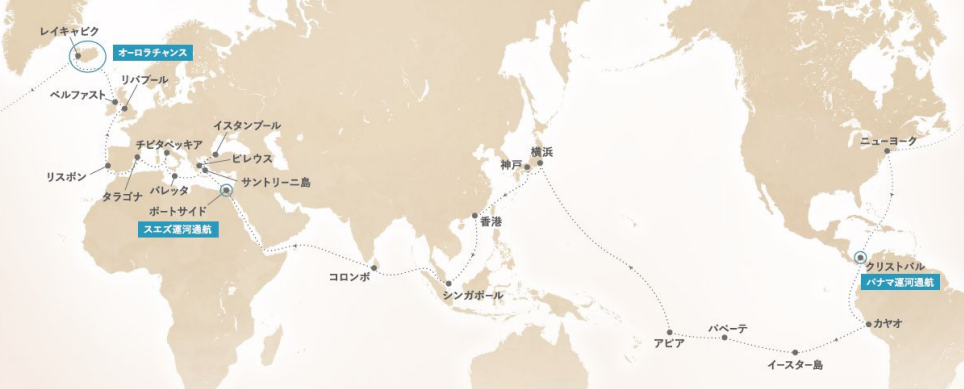 レイキャビク
オーロラチャンス
リバプール
ベルファスト
イスタンブール
チビタベッキア
ピレウス
横浜
神戸
ニューヨーク
リスボン
サントリーニ島
タラゴナ
バレッタ
ポートサイド
スエズ運河通航
香港
コロンボ
シンガポール
クリストバル
パナマ運河通航
カヤオ
パペーテ
アピア
イースター島